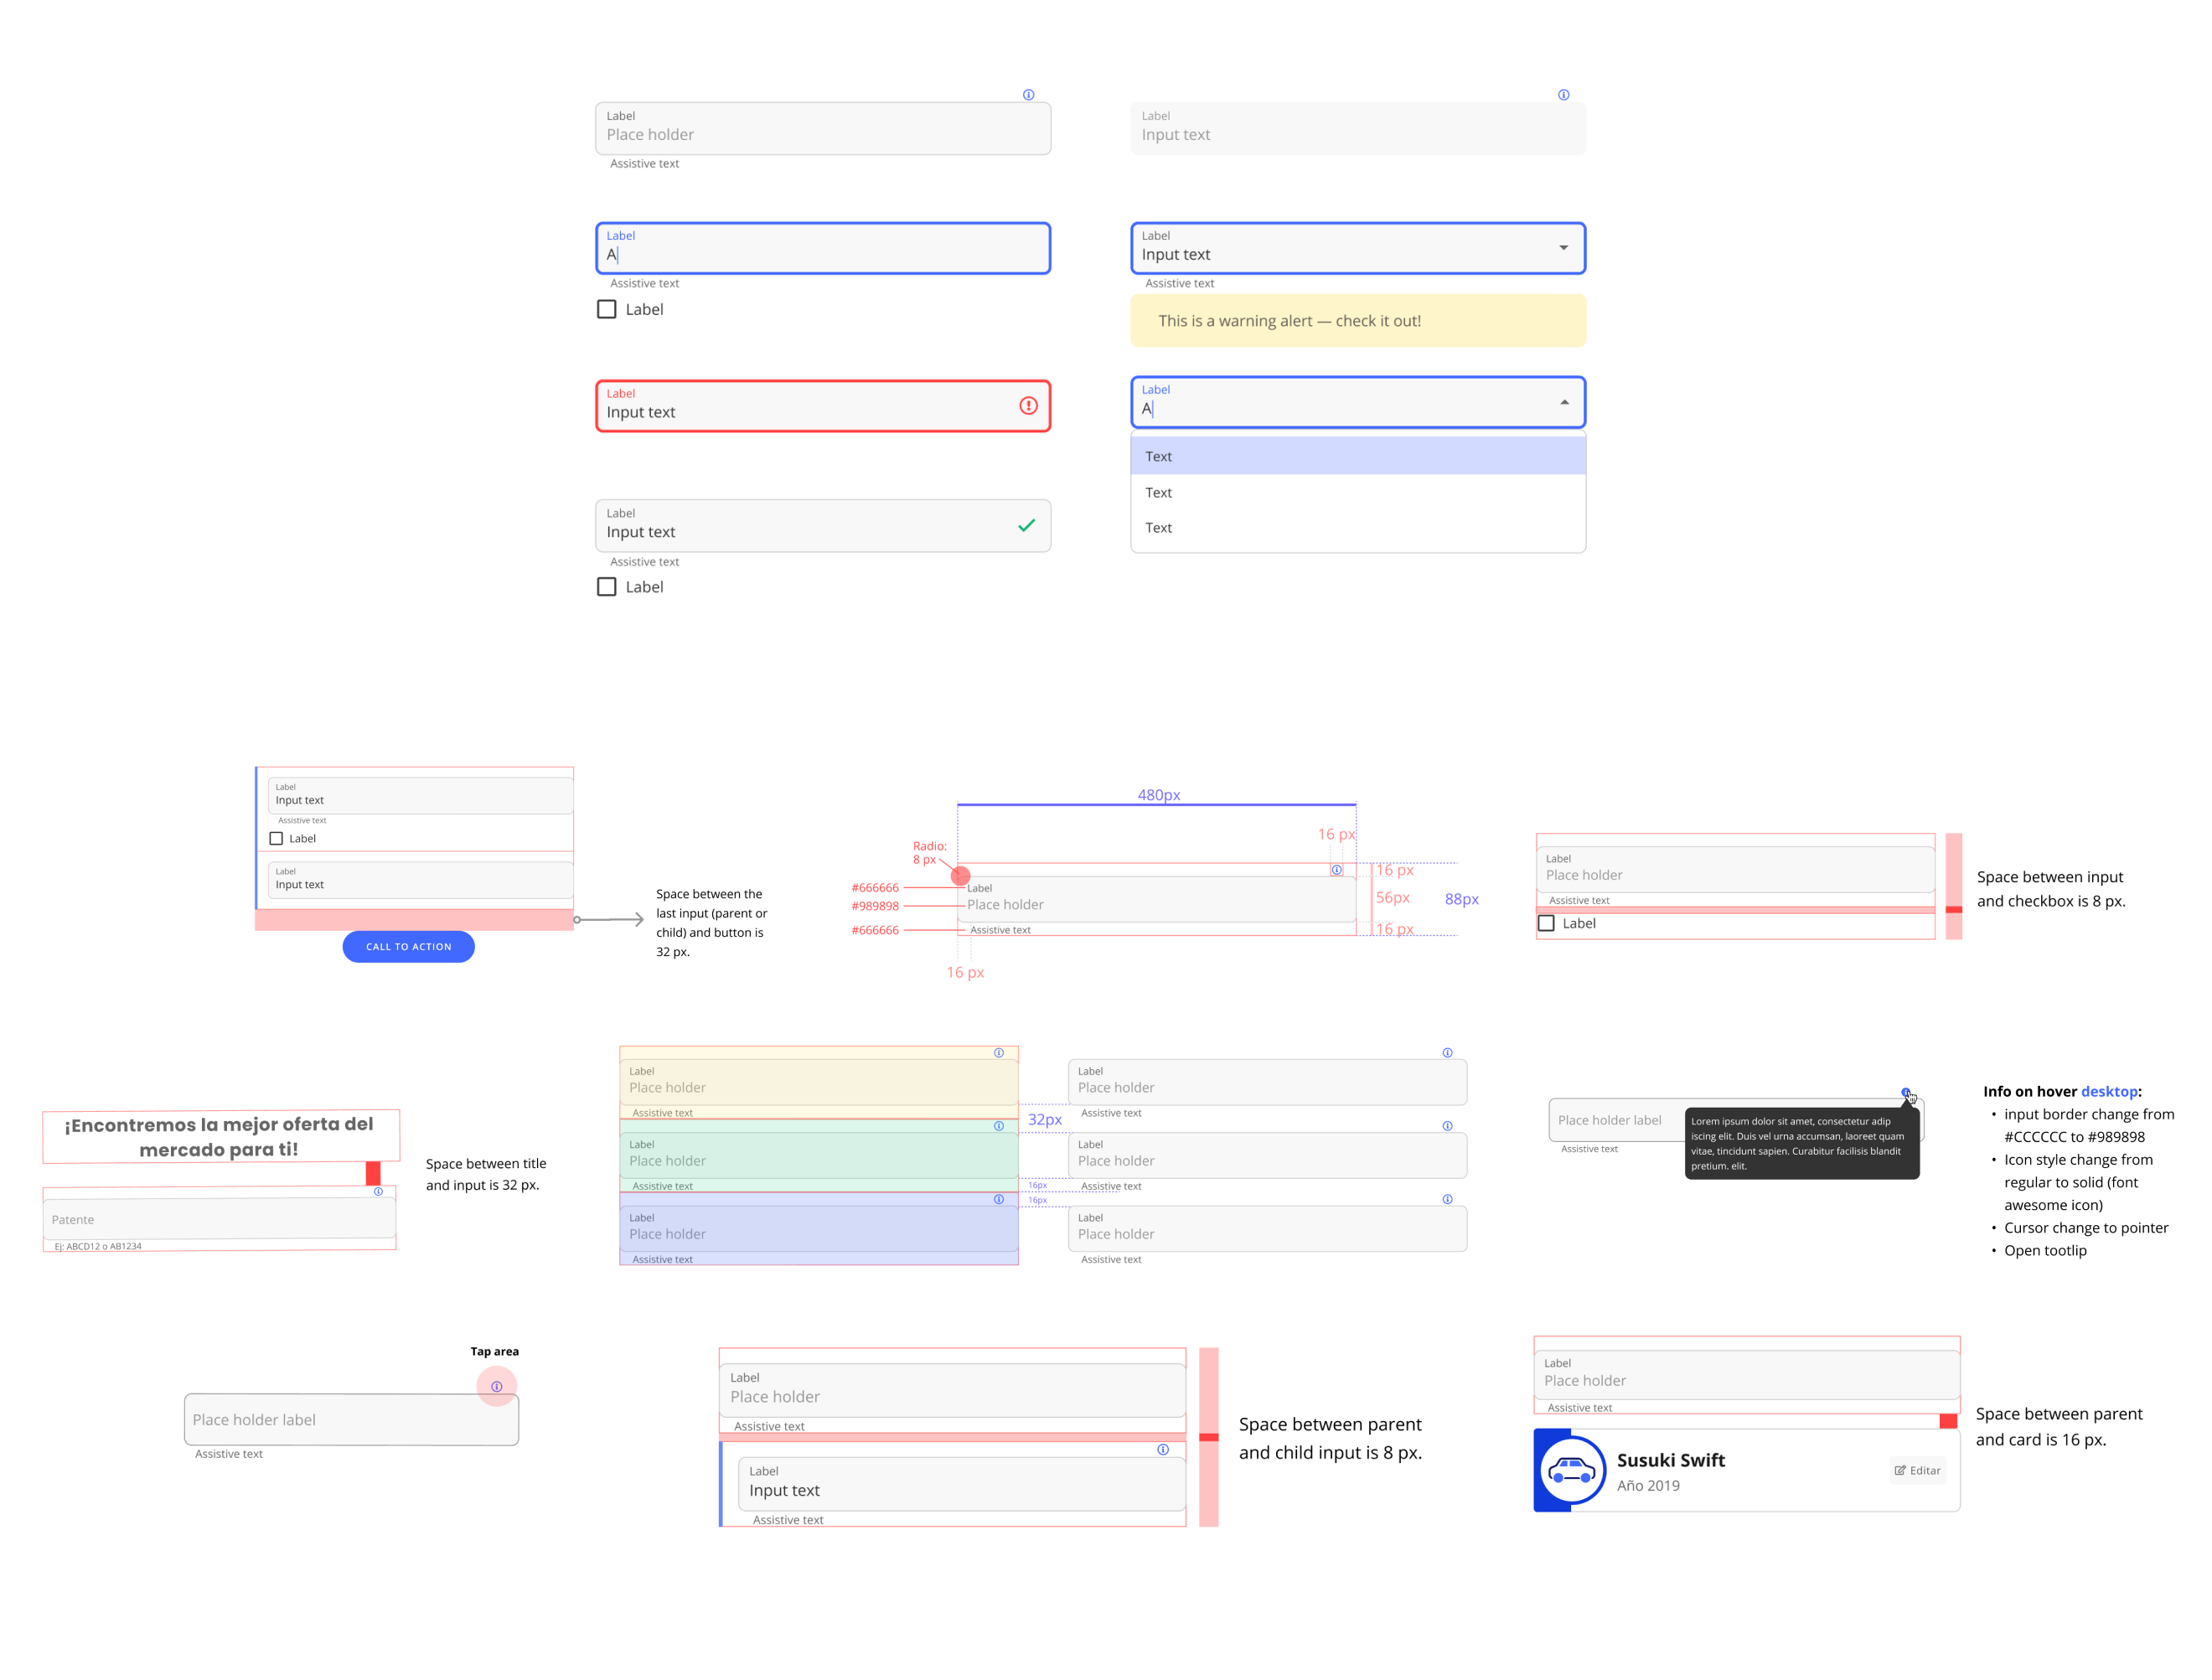 Label
Place holder
Assistive text
Label
Input text
Label
A
Assistive text
Label
Label
Input text
Assistive text
This is a warning alert — check it out!
Label
Input text
Label
A
Text
Text
Text
Label
Input text
Assistive text
Label
Label
Input text
Assistive text
Label
Label
Input text
CALL TO ACTION
Space between the
last input (parent or
child) and button is
32 px.
480px
16 px
Radio:
8 px
#666666
#989898
#666666
Label
Place holder
Assistive text
16 px
56px
16 px
88px
16 px
Label
Place holder
Assistive text
Label
Space between input
and checkbox is 8 px.
¡Encontremos la mejor oferta del
mercado para ti!
Patente
Ej: ABCD12 o AB1234
Space between title
and input is 32 px.
Label
Place holder
Assistive text
Label
Place holder
Assistive text
Label
Place holder
Assistive text
32px
16px
16px
Label
Place holder
Assistive text
Label
Place holder
Assistive text
Label
Place holder
Assistive text
Place holder label
Assistive text
Lorem ipsum dolor sit amet, consectetur adip
iscing elit. Duis vel urna accumsan, laoreet quam
vitae, tincidunt sapien. Curabitur facilisis blandit
pretium. elit.
Info on hover desktop:
• input border change from
#CCCCCC to #989898
• Icon style change from
regular to solid (font
awesome icon)
• Cursor change to pointer
• Open tootlip
Tap area
Place holder label
Assistive text
Label
Place holder
Assistive text
Label
Input text
Assistive text
Space between parent
and child input is 8 px.
Label
Place holder
Assistive text
Susuki Swift
Año 2019
Editar
Space between parent
and card is 16 px.